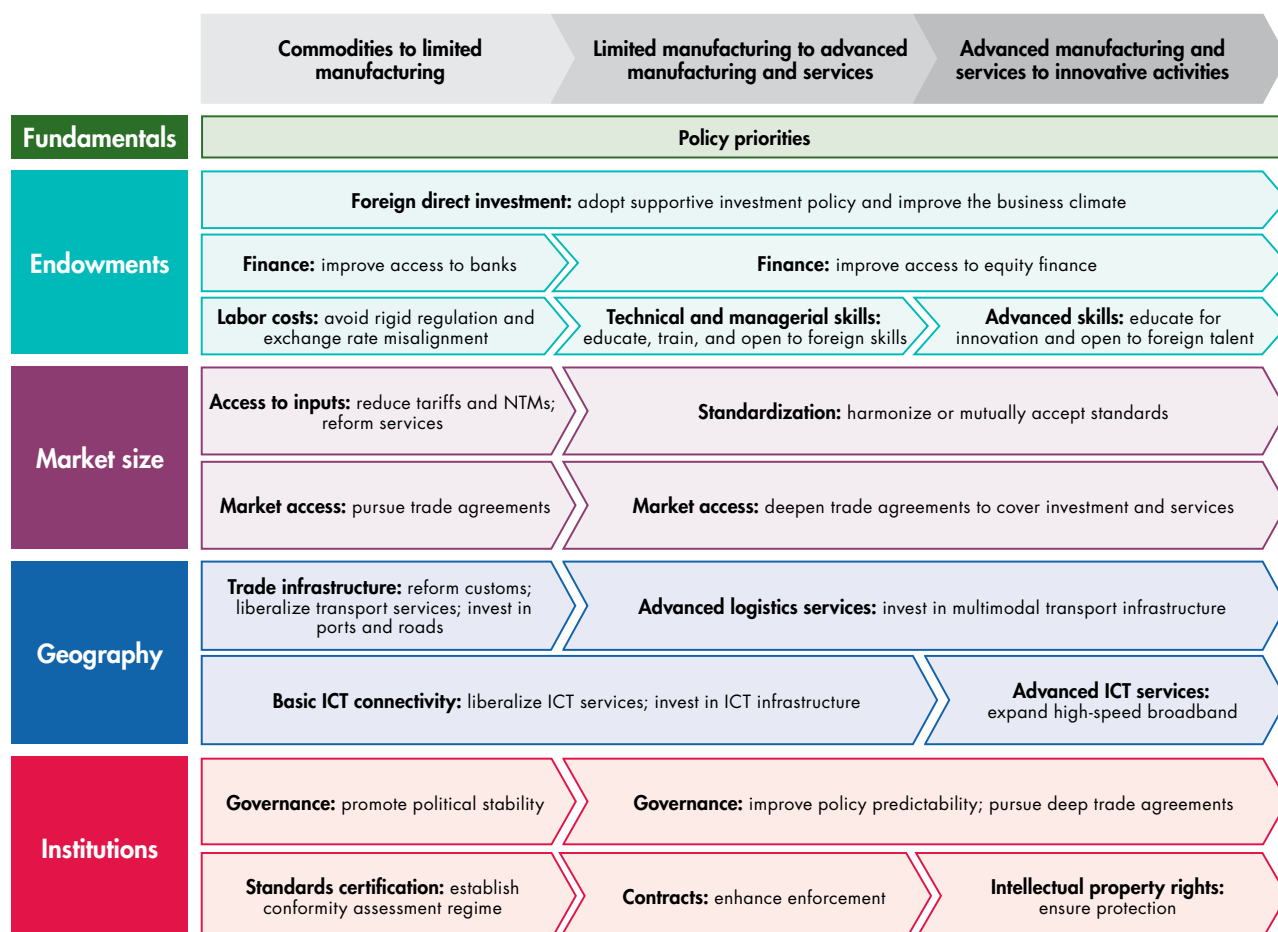 Commodities to limited
manufacturing
Limited manufacturing to advanced
manufacturing and services
Advanced manufacturing and
services to innovative activities
Fundamentals
Policy priorities
Endowments
Foreign direct investment: adopt supportive investment policy and improve the business climate
Finance: improve access to banks
Finance: improve access to equity finance
Labor costs: avoid rigid regulation and
exchange rate misalignment
Technical and managerial skills:
educate, train, and open to foreign skills
Advanced skills: educate for
innovation and open to foreign talent
Market size
Access to inputs: reduce tariffs and NTMs;
reform services
Standardization: harmonize or mutually accept standards
Market access: pursue trade agreements
Market access: deepen trade agreements to cover investment and services
Geography
Trade infrastructure: reform customs;
liberalize transport services; invest in
ports and roads
Advanced logistics services: invest in multimodal transport infrastructure
Basic ICT connectivity: liberalize ICT services; invest in ICT infrastructure
Advanced ICT services:
expand high-speed broadband
Institutions
Governance: promote political stability
Governance: improve policy predictability; pursue deep trade agreements
Standards certification: establish
conformity assessment regime
Contracts: enhance enforcement
Intellectual property rights:
ensure protection